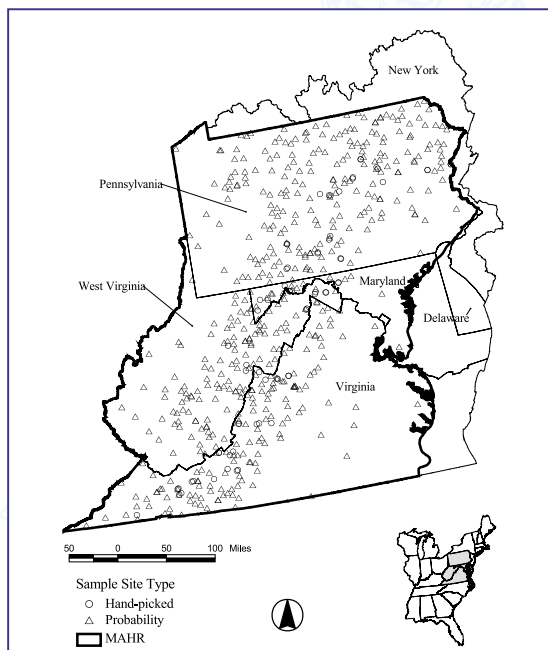 New York
Pennsylvania
Maryland
West Virginia
Delaware
Virginia
50 0 50 100 Miles
Sample Site Type
Hand-picked
Probability
MAHR